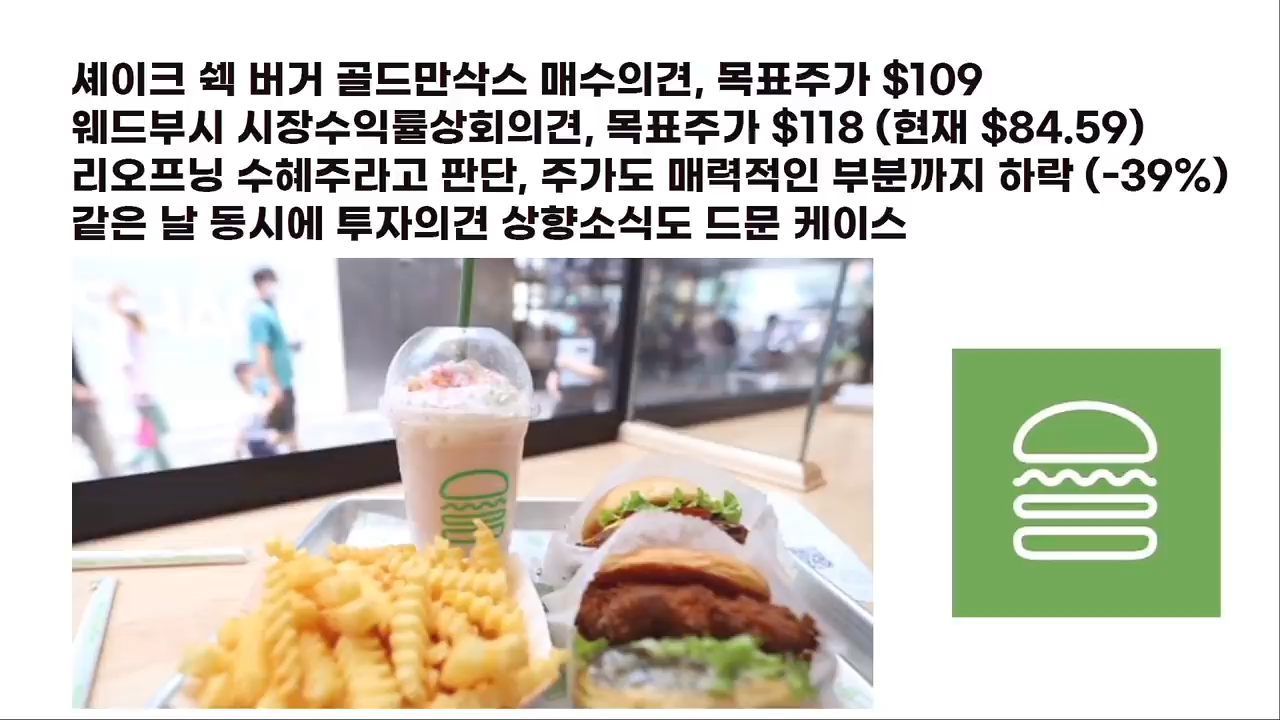 셰이크 쉑 버거 골드만삭스 매수의견, 목표주가 $109
웨드부시 시장수익률상회의견, 목표주가 $118 (현재 $84.59)
리오프닝 수혜주라고 판단, 주가도 매력적인 부분까지 하락 (-39%)
같은 날 동시에 투자의견 상향소식도 드문 케이스